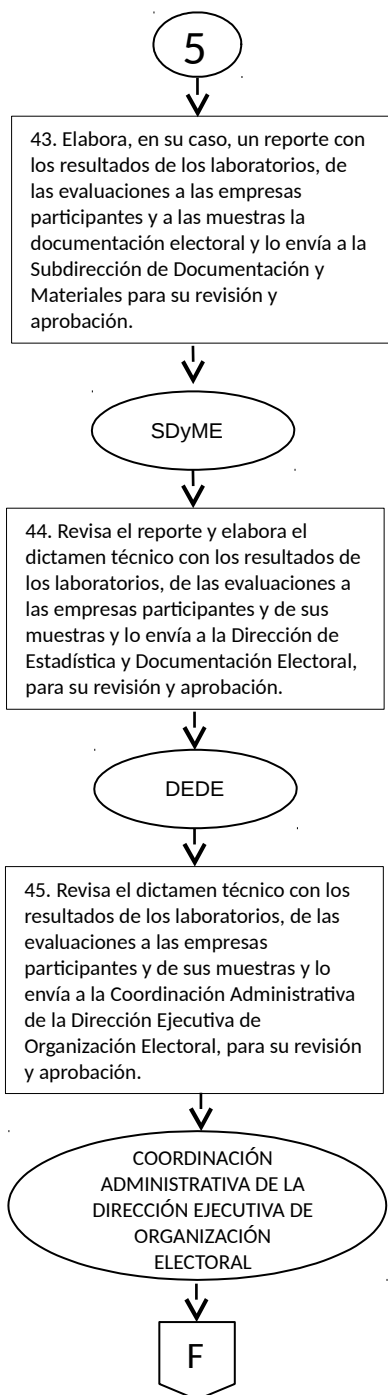 5
43. Elabora, en su caso, un reporte con
los resultados de los laboratorios, de
las evaluaciones a las empresas
participantes y a las muestras la
documentación electoral y lo envía a la
Subdirección de Documentación y
Materiales para su revisión y
aprobación.
SDyME
44. Revisa el reporte y elabora el
dictamen técnico con los resultados de
los laboratorios, de las evaluaciones a
las empresas participantes y de sus
muestras y lo envía a la Dirección de
Estadística y Documentación Electoral,
para su revisión y aprobación.
DEDE
45. Revisa el dictamen técnico con los
resultados de los laboratorios, de las
evaluaciones a las empresas
participantes y de sus muestras y lo
envía a la Coordinación Administrativa
de la Dirección Ejecutiva de
Organización Electoral, para su revisión
y aprobación.
COORDINACIÓN
ADMINISTRATIVA DE LA
DIRECCIÓN EJECUTIVA DE
ORGANIZACIÓN
ELECTORAL
F